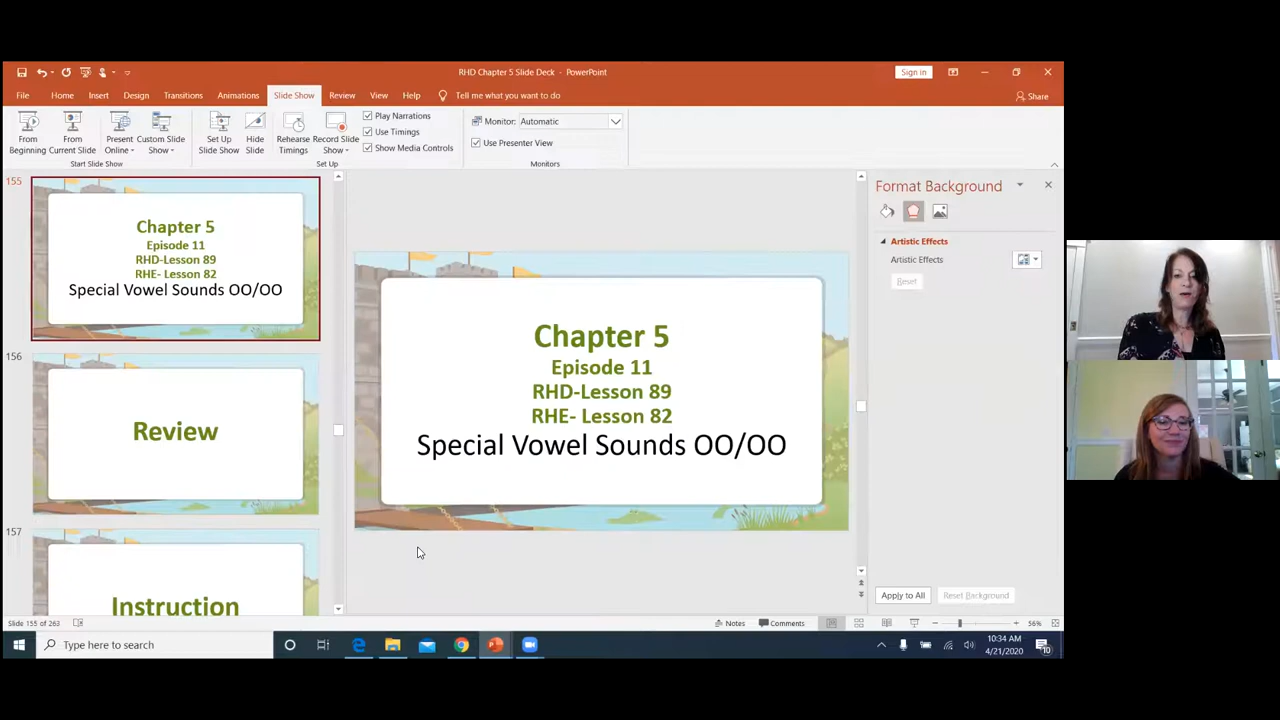 RHD Chapter 5 Slide Deck - PowerPoint
Sign in
File Home Insert Design Transitions Animations Slide Show Review View Help Tell me what you want to do
Share
From Beginning
From Current Slide
Present Online
Custom Slide Show
Set Up Slide Show
Hide Slide
Rehearse Timings
Record Slide Show
Play Narrations
Use Timings
Show Media Controls
Monitor: Automatic
Use Presenter View
Start Slide Show
Set Up
Monitors
155
Chapter 5
Episode 11
RHD-Lesson 89
RHE- Lesson 82
Special Vowel Sounds OO/OO
156
Review
157
Instruction
Chapter 5
Episode 11
RHD-Lesson 89
RHE- Lesson 82
Special Vowel Sounds OO/OO
Format Background
Artistic Effects
Artistic Effects
Reset
Apply to All
Reset Background
Slide 155 of 263
Notes
Comments
56%
Type here to search
10:34 AM
4/21/2020
10